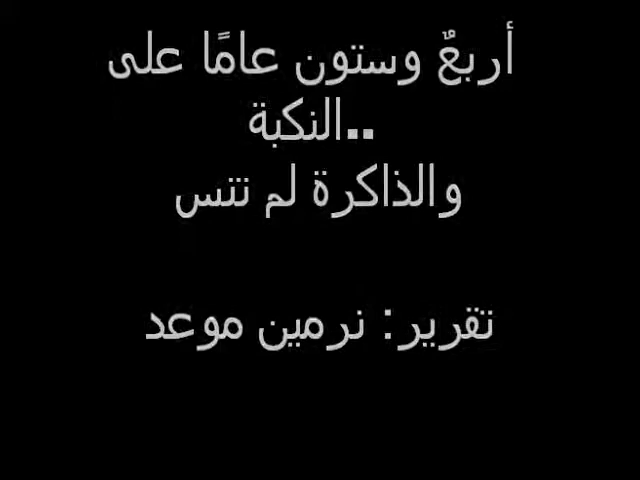 أربعٌ وستون عامًا على
النكبة..
والذاكرة لم تنس
تقرير: نرمين موعد